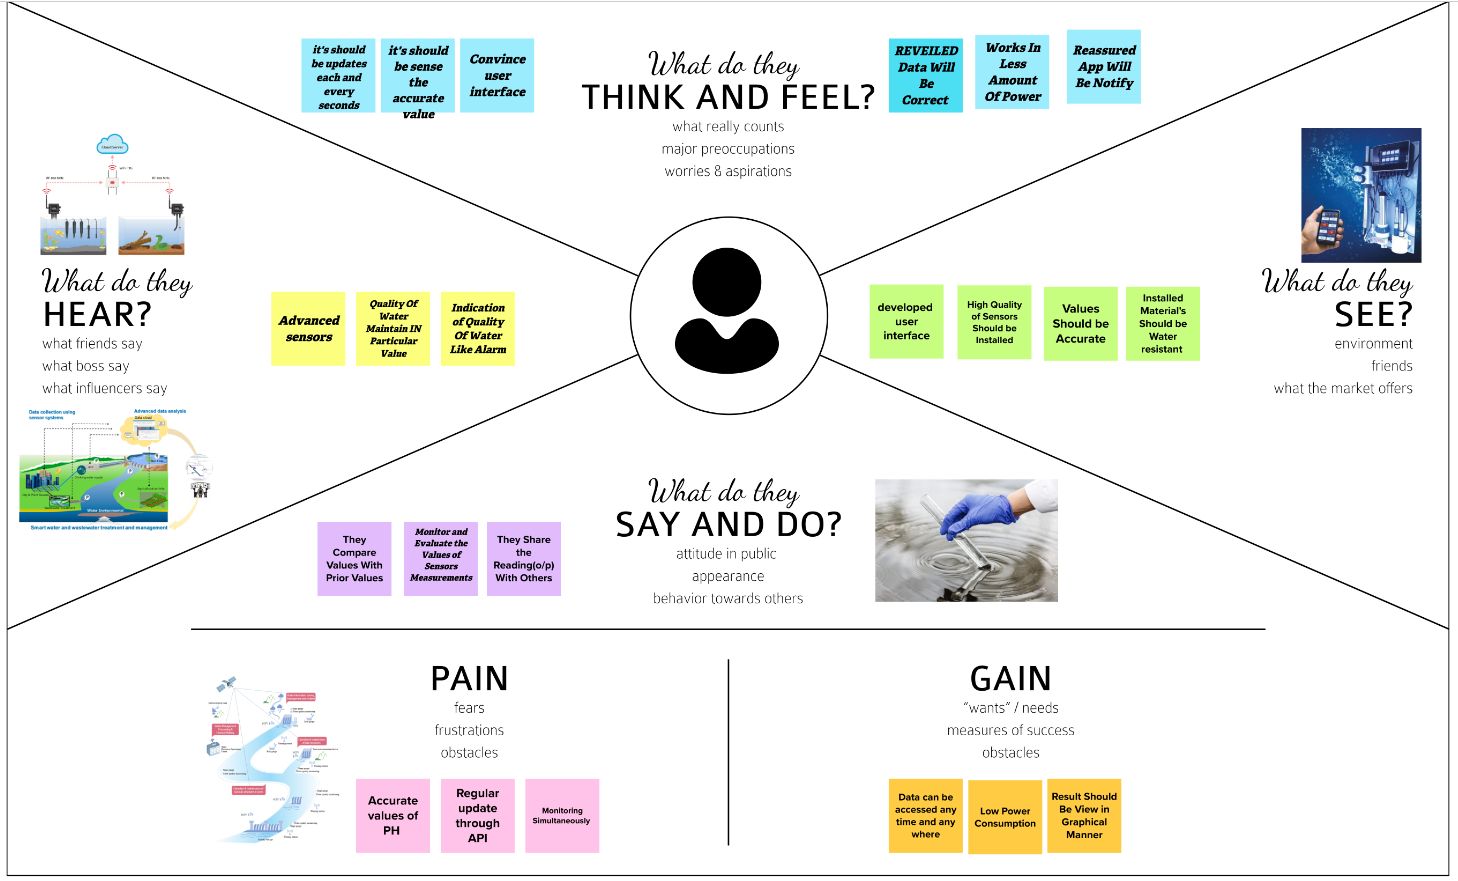 it's should
be updates
each and
every
seconds
it's should
be sense
the
accurate
value
Convince
user
interface
What do they
THINK AND FEEL?
what really counts
major preoccupations
worries & aspirations
REVEILED
Data Will
Be
Correct
Works In
Less
Amount
Of Power
Reassured
App Will
Be Notify
What do they
HEAR?
what friends say
what boss say
what influencers say
Data collection using
sensor systems
Advanced data analysis
Smart water and wastewater treatment and management
Advanced
sensors
Quality Of
Water
Maintain IN
Particular
Value
Indication
of Quality
Of Water
Like Alarm
developed
user
interface
High Quality
of Sensors
Should be
Installed
Values
Should be
Accurate
Installed
Material's
Should be
Water
resistant
What do they
SEE?
environment
friends
what the market offers
They
Compare
Values With
Prior Values
Monitor and
Evaluate the
Values of
Sensors
Measurements
They Share
the
Reading(o/p)
With Others
What do they
SAY AND DO?
attitude in public
appearance
behavior towards others
PAIN
fears
frustrations
obstacles
Accurate
values of
PH
Regular
update
through
API
Monitoring
Simultaneously
GAIN
“wants” / needs
measures of success
obstacles
Data can be
accessed any
time and any
where
Low Power
Consumption
Result Should
Be View in
Graphical
Manner